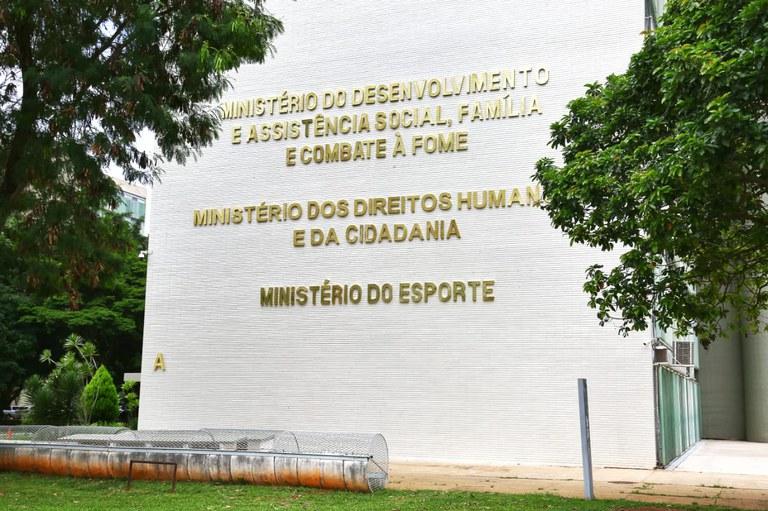 MINISTÉRIO DO DESENVOLVIMENTO
E ASSISTÊNCIA SOCIAL, FAMÍLIA
E COMBATE À FOME
MINISTÉRIO DOS DIREITOS HUMAN
E DA CIDADANIA
MINISTÉRIO DO ESPORTE
A